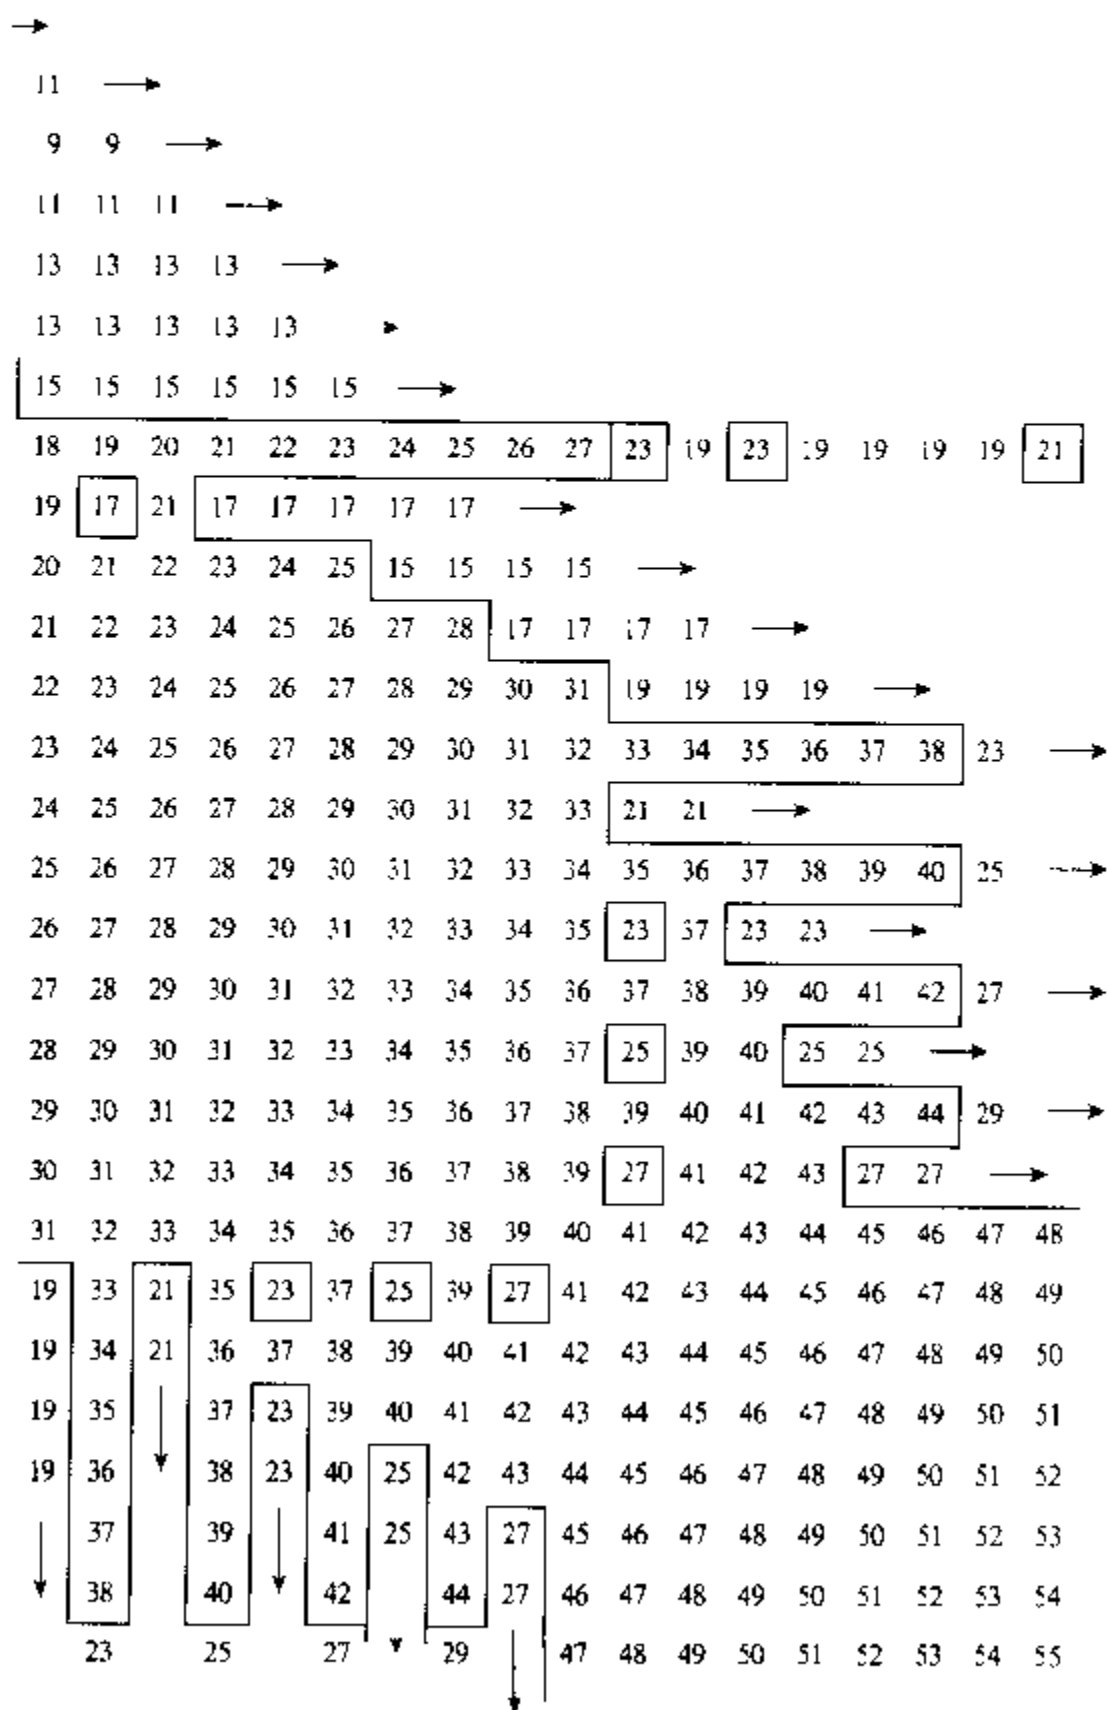 →
11 →
9 9 →
11 11 11 →
13 13 13 13 →
13 13 13 13 13 ➤
15 15 15 15 15 15 →
18 19 20 21 22 23 24 25 26 27 23 19 23 19 19 19 19 21
19 17 21 17 17 17 17 17 →
20 21 22 23 24 25 15 15 15 15 →
21 22 23 24 25 26 27 28 17 17 17 17 →
22 23 24 25 26 27 28 29 30 31 19 19 19 19 →
23 24 25 26 27 28 29 30 31 32 33 34 35 36 37 38 23 →
24 25 26 27 28 29 30 31 32 33 21 21 →
25 26 27 28 29 30 31 32 33 34 35 36 37 38 39 40 25 →
26 27 28 29 30 31 32 33 34 35 23 37 23 23 →
27 28 29 30 31 32 33 34 35 36 37 38 39 40 41 42 27 →
28 29 30 31 32 33 34 35 36 37 25 39 40 25 25 →
29 30 31 32 33 34 35 36 37 38 39 40 41 42 43 44 29 →
30 31 32 33 34 35 36 37 38 39 27 41 42 43 27 27 →
31 32 33 34 35 36 37 38 39 40 41 42 43 44 45 46 47 48
19 33 21 35 23 37 25 39 27 41 42 43 44 45 46 47 48 49
19 34 21 36 37 38 39 40 41 42 43 44 45 46 47 48 49 50
19 35 37 23 39 40 41 42 43 44 45 46 47 48 49 50 51
19 36 38 23 40 25 42 43 44 45 46 47 48 49 50 51 52
37 39 41 25 43 27 45 46 47 48 49 50 51 52 53
38 40 42 44 27 46 47 48 49 50 51 52 53 54
23 25 27 29 47 48 49 50 51 52 53 54 55